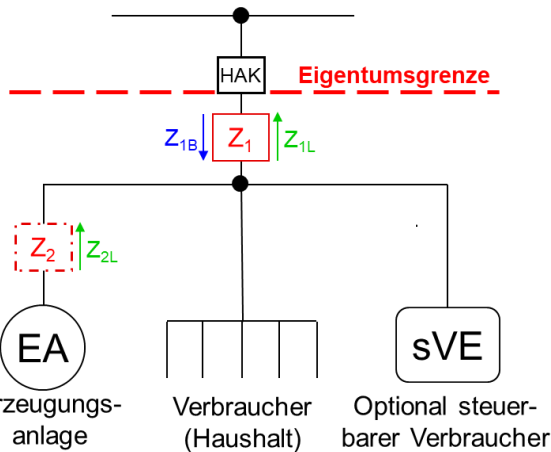 HAK
Eigentumsgrenze
Z1B
Z1
Z1L
Z2
Z2L
EA
sVE
rzeugungs-
anlage
Verbraucher
(Haushalt)
Optional steuer-
barer Verbraucher